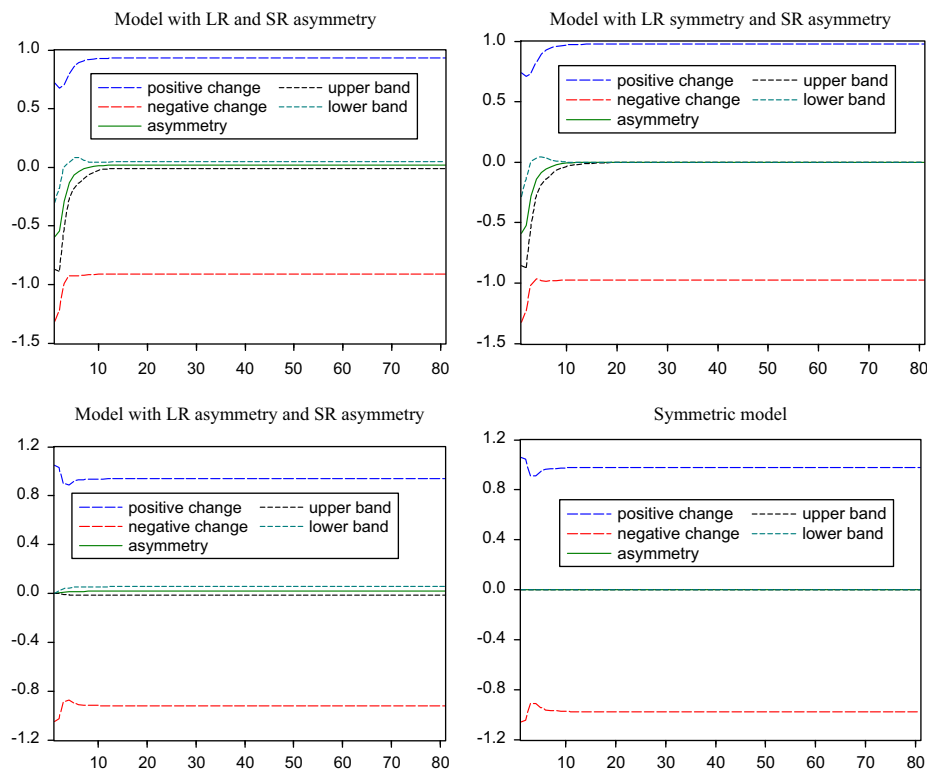 Model with LR and SR asymmetry
1.0
0.5
0.0
-0.5
-1.0
-1.5
positive change
upper band
negative change
lower band
asymmetry
10 20 30 40 50 60 70 80
Model with LR symmetry and SR asymmetry
1.0
0.5
0.0
-0.5
-1.0
-1.5
positive change
upper band
negative change
lower band
asymmetry
10 20 30 40 50 60 70 80
Model with LR asymmetry and SR asymmetry
1.2
0.8
0.4
0.0
-0.4
-0.8
-1.2
positive change
upper band
negative change
lower band
asymmetry
10 20 30 40 50 60 70 80
Symmetric model
1.2
0.8
0.4
0.0
-0.4
-0.8
-1.2
positive change
upper band
negative change
lower band
asymmetry
10 20 30 40 50 60 70 80